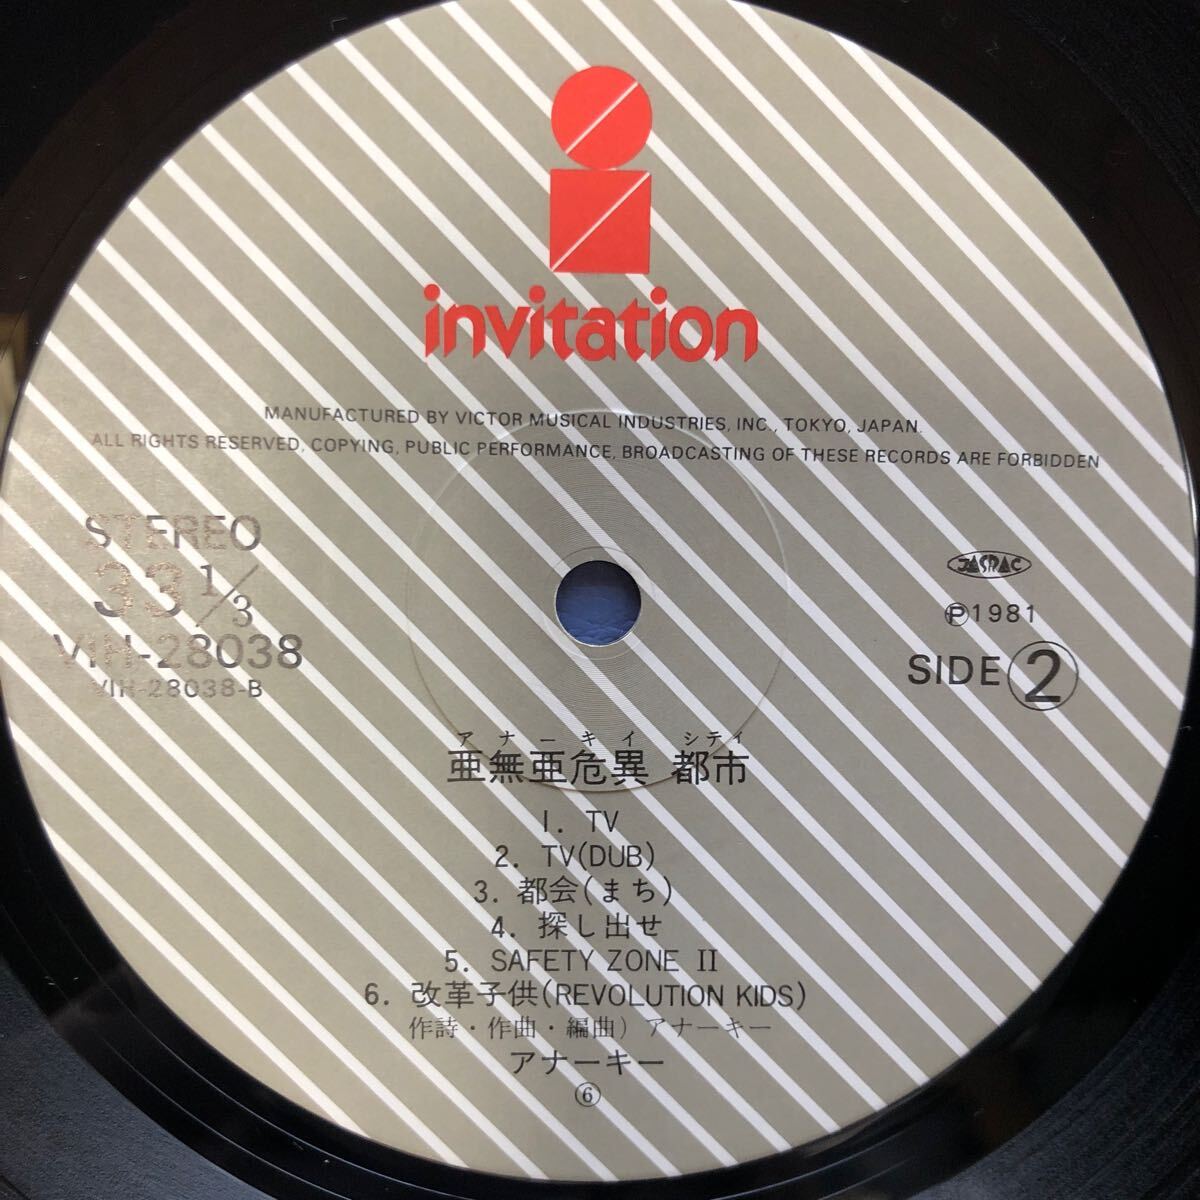 invitation
MANUFACTURED BY VICTOR MUSICAL INDUSTRIES, INC., TOKYO, JAPAN.
ALL RIGHTS RESERVED, COPYING, PUBLIC PERFORMANCE, BROADCASTING OF THESE RECORDS ARE FORBIDDEN
STEREO
33 1/3
VIH-28038
VIH-28038-B
JASRAC
Ⓟ1981
SIDE ②
アナーキイ シティ
亜無亜危異 都市
1. TV
2. TV(DUB)
3. 都会(まち)
4. 探し出せ
5. SAFETY ZONE II
6. 改革子供(REVOLUTION KIDS)
作詩・作曲・編曲) アナーキー
アナーキー
⑥